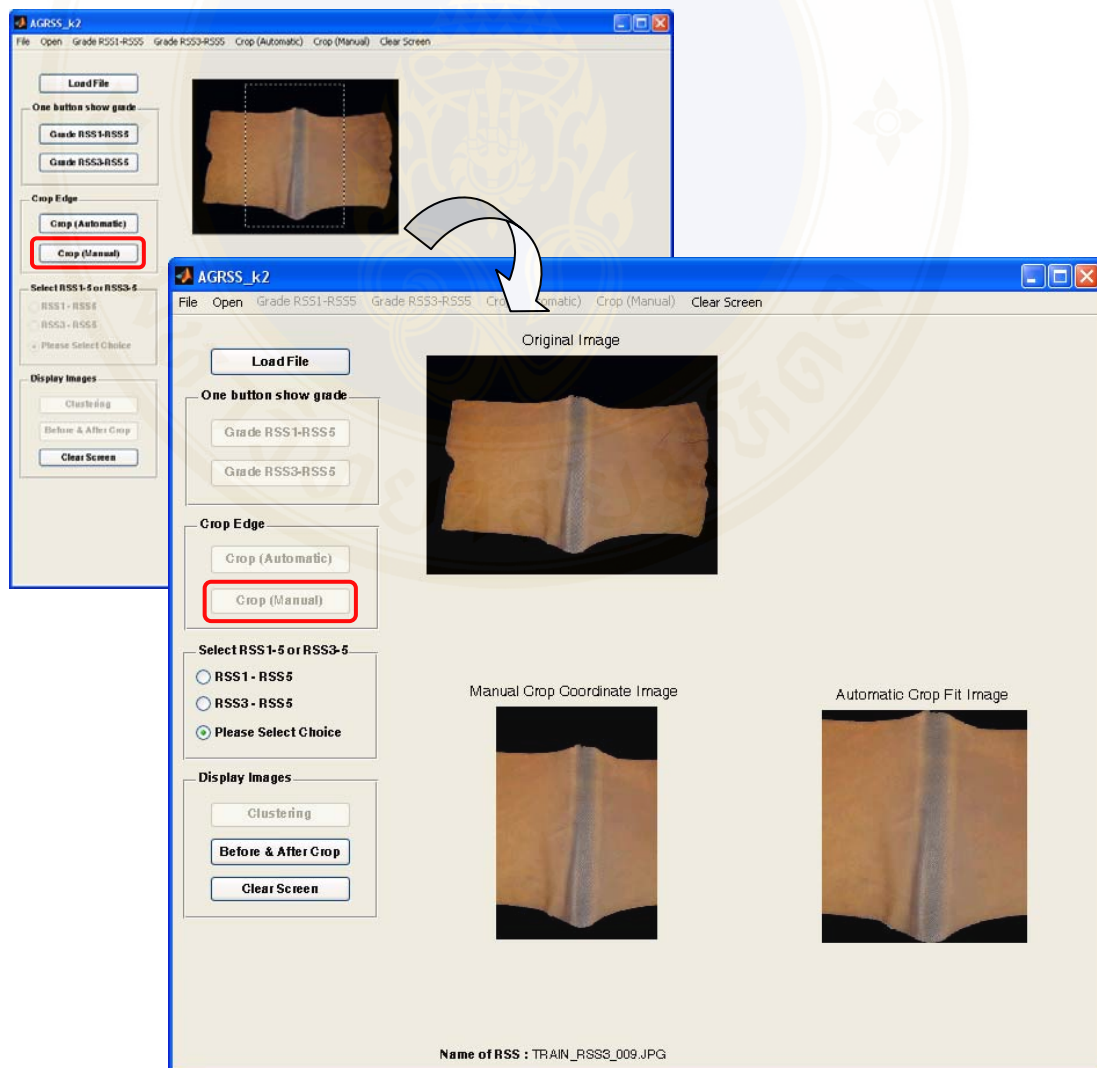 AGRSS_k2
File Open Grade RSS1-RSS5 Grade RSS3-RSS5 Crop (Automatic) Crop (Manual) Clear Screen
Load File
One button show grade
Grade RSS1-RSS5
Grade RSS3-RSS5
Crop Edge
Crop (Automatic)
Crop (Manual)
Select RSS1-5 or RSS3-5
RSS1 - RSS5
RSS3 - RSS5
Please Select Choice
Display Images
Clustering
Before & After Crop
Clear Screen
AGRSS_k2
File Open Grade RSS1-RSS5 Grade RSS3-RSS5 Crop (Manual) Clear Screen
Original Image
Load File
One button show grade
Grade RSS1-RSS5
Grade RSS3-RSS5
Crop Edge
Crop (Automatic)
Crop (Manual)
Select RSS1-5 or RSS3-5
RSS1 - RSS5
RSS3 - RSS5
Please Select Choice
Manual Crop Coordinate Image
Automatic Crop Fit Image
Display Images
Clustering
Before & After Crop
Clear Screen
Name of RSS : TRAIN_RSS3_009.JPG